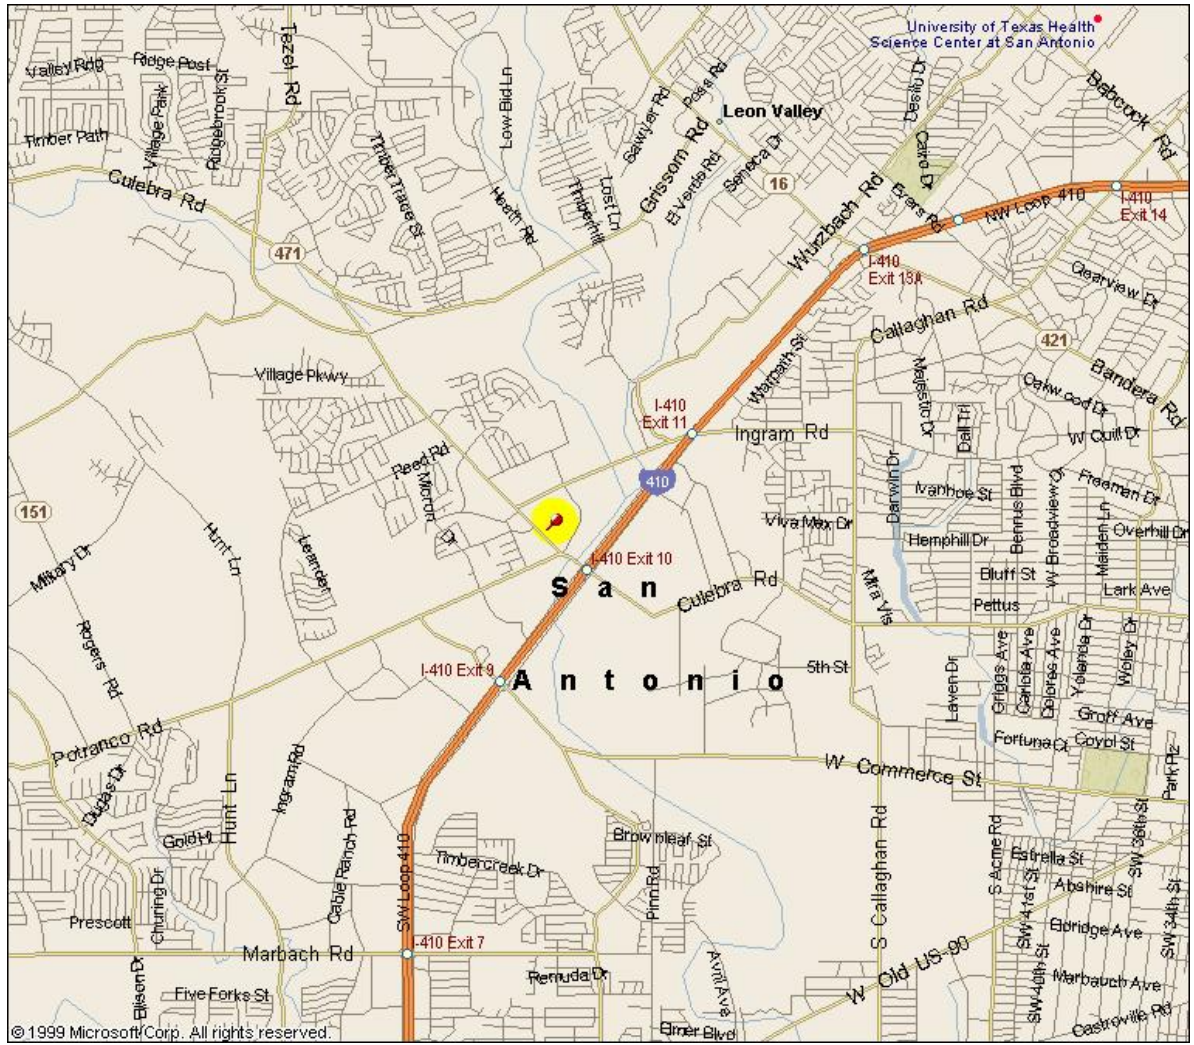 University of Texas Health
Science Center at San Antonio
Tezel Rd
Valley Rdg
Ridge Post
Ridgebrook St
Village Park
Timber Path
Low Bid Ln
Poss Rd
Sawyer Rd
Leon Valley
Desilu Dr
Babcock Rd
Grissom Rd
Seneca Dr
El Verde Rd
Cairo Dr
Timber Trace St
Culebra Rd
Heath Rd
Timberhill
Lost Ln
16
Wurzbach Rd
Evers Rd
NW Loop 410
I-410
Exit 14
471
I-410
Exit 13A
Clearview Dr
Callaghan Rd
421
Village Pkwy
Warpath St
Majestic Dr
Oakwood Dr
Bandera Rd
I-410
Exit 11
Ingram Rd
Dall Trl
W Quill Dr
Reed Rd
Micron Dr
410
Darwin Dr
Ivanhoe St
Benrus Blvd
W Broadview Dr
Freeman Dr
151
Viva Max Dr
Hemphill Dr
Maiden Ln
Overhill Dr
Military Dr
Hunt Ln
Leander
I-410 Exit 10
San
Culebra Rd
Mira Vis
Bluff St
Lark Ave
Pettus
Rogers Rd
I-410 Exit 9
Antonio
5th St
Laven Dr
Griggs Ave
Carlota Ave
Dolores Ave
Yolanda Dr
Woley Dr
Groff Ave
Potranco Rd
Fortuna Ct
Coyol St
Ingram Rd
W Commerce St
Park Plz
Dugas Dr
Hunt Ln
Gold Hl
Cable Ranch Rd
SW Loop 410
Brownleaf St
Timbercreek Dr
Pinn Rd
S Callaghan Rd
S Acme Rd
SW 36th St
Estrella St
Abshire St
SW 41st St
Prescott
Churing Dr
Eldridge Ave
SW 34th St
I-410 Exit 7
Marbach Rd
W Old US-90
SW 40th St
Ellison Dr
Five Forks St
Remuda Dr
Avril Ave
Marbauch Ave
Elmer Blvd
Castroville Rd
© 1999 Microsoft Corp. All rights reserved.